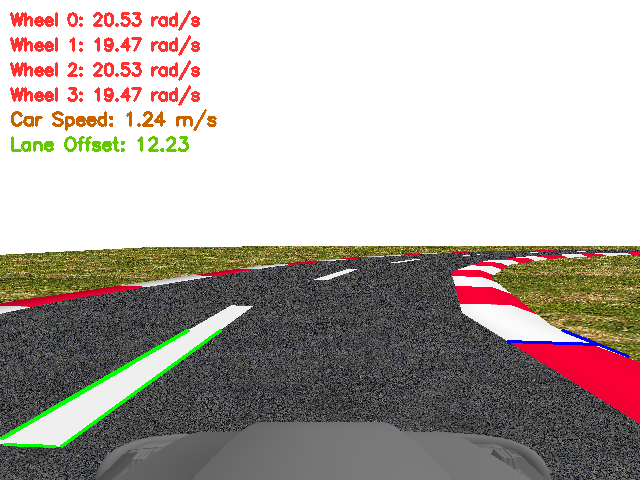 Wheel 0: 20.53 rad/s
Wheel 1: 19.47 rad/s
Wheel 2: 20.53 rad/s
Wheel 3: 19.47 rad/s
Car Speed: 1.24 m/s
Lane Offset: 12.23